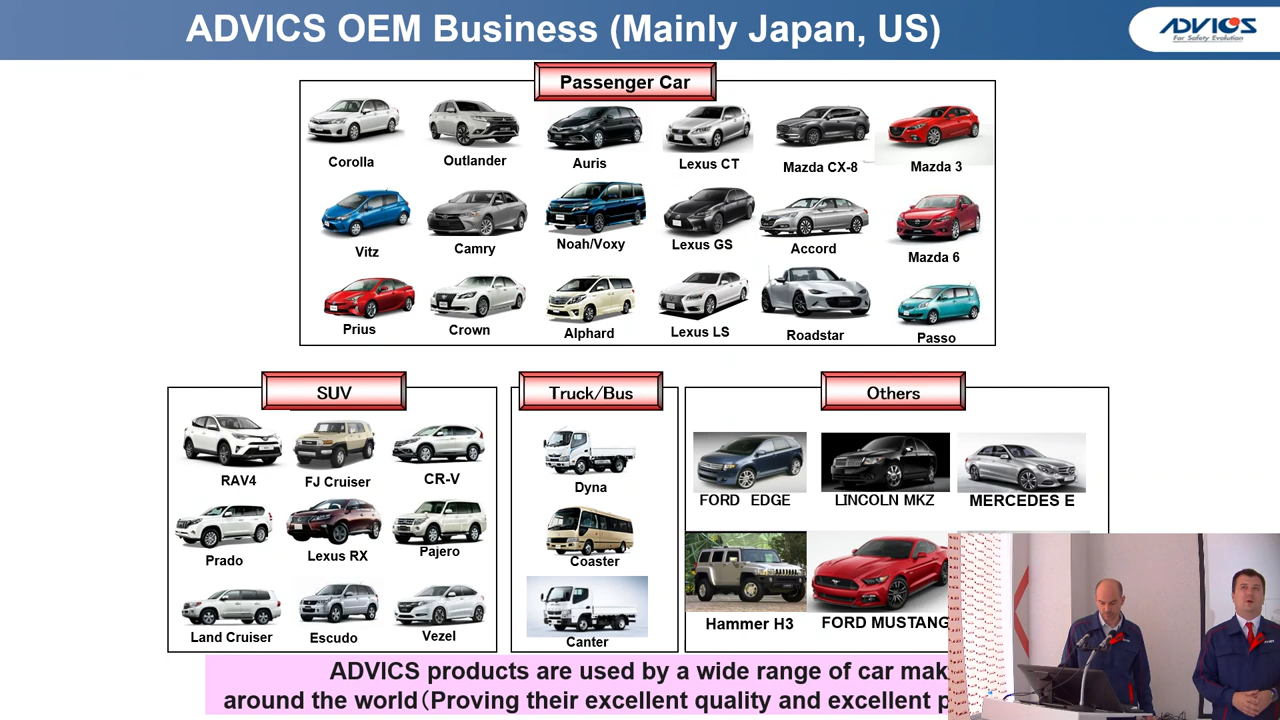 ADVICS OEM Business (Mainly Japan, US)
ADVICS
For Safety Evolution
Passenger Car
Corolla
Outlander
Auris
Lexus CT
Mazda CX-8
Mazda 3
Vitz
Camry
Noah/Voxy
Lexus GS
Accord
Mazda 6
Prius
Crown
Alphard
Lexus LS
Roadstar
Passo
SUV
RAV4
FJ Cruiser
CR-V
Prado
Lexus RX
Pajero
Land Cruiser
Escudo
Vezel
Truck/Bus
Dyna
Coaster
Canter
Others
FORD EDGE
LINCOLN MKZ
MERCEDES E
Hammer H3
FORD MUSTANG
ADVICS products are used by a wide range of car mak
around the world(Proving their excellent quality and excellent p